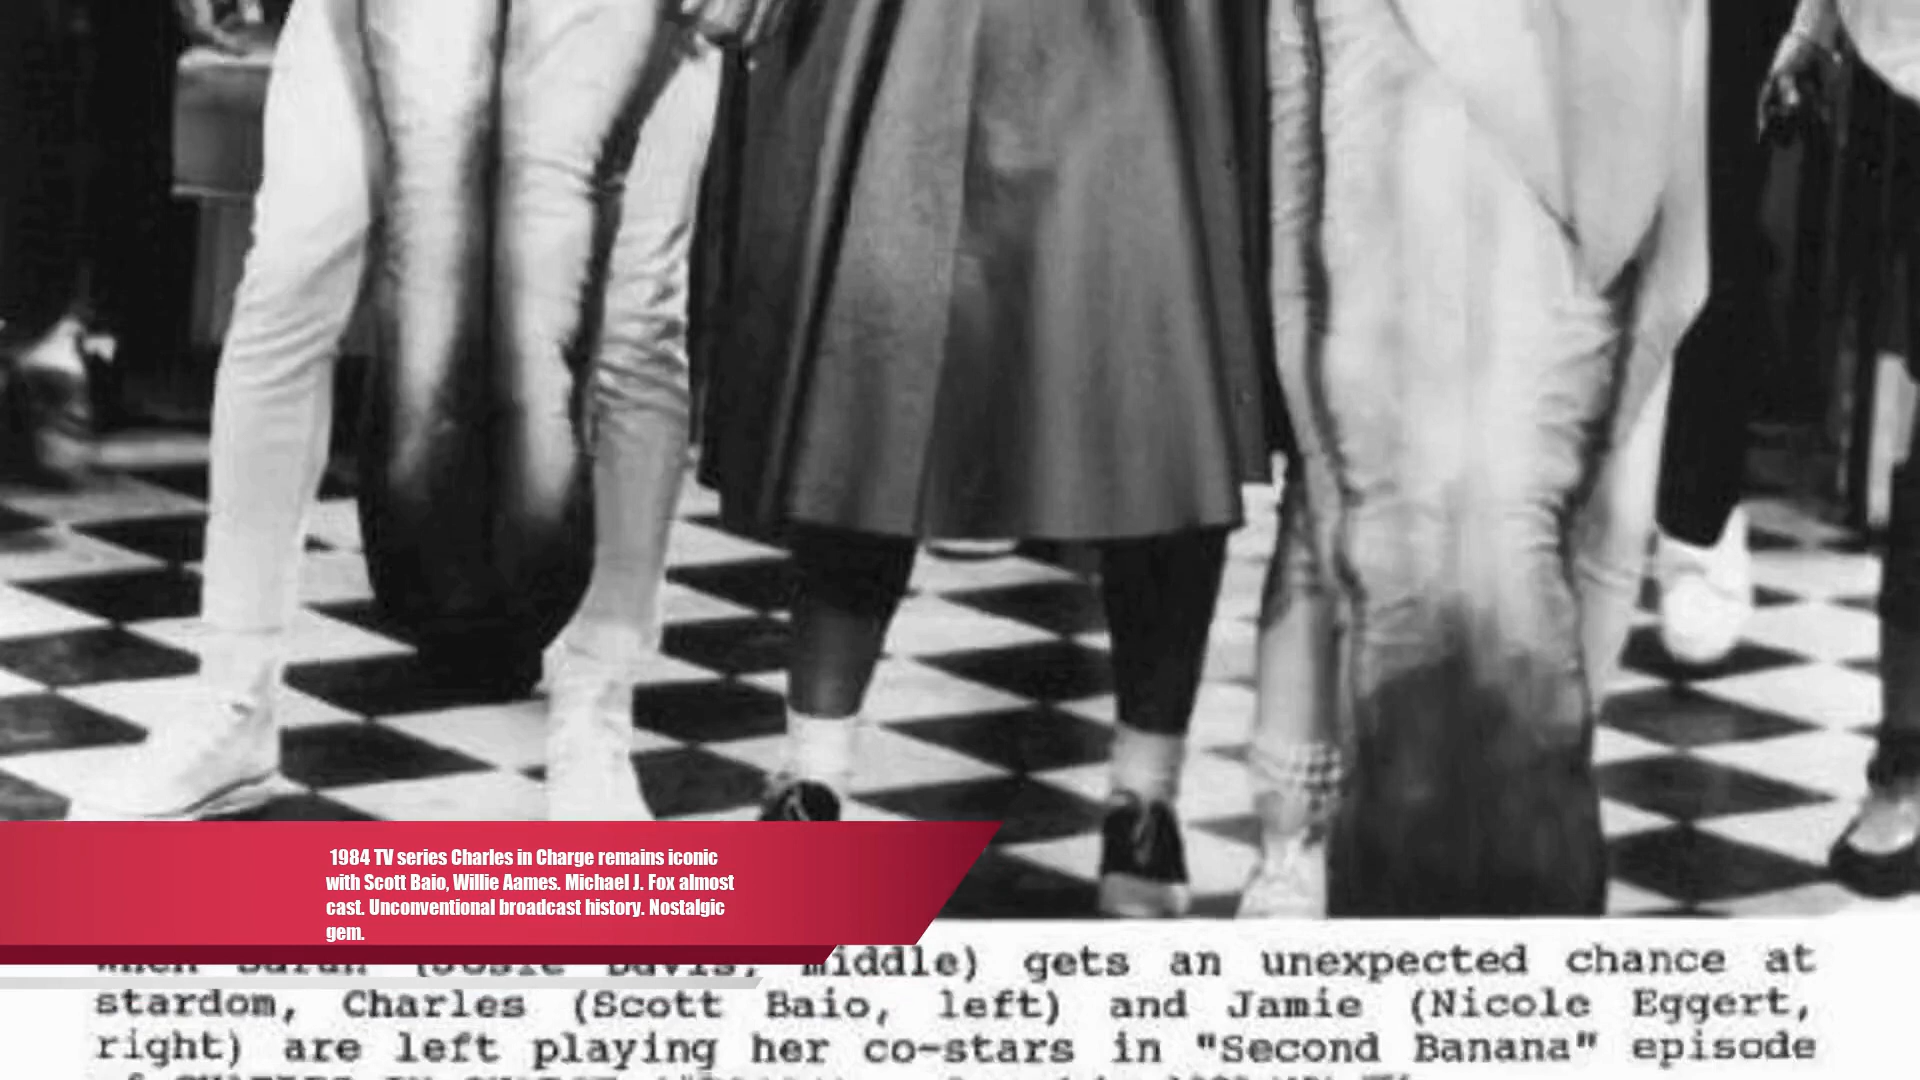 1984 TV series Charles in Charge remains iconic
with Scott Baio, Willie Aames. Michael J. Fox almost
cast. Unconventional broadcast history. Nostalgic
gem.
middle) gets an unexpected chance at
stardom, Charles (Scott Baio, left) and Jamie (Nicole Eggert,
right) are left playing her co-stars in "Second Banana" episode